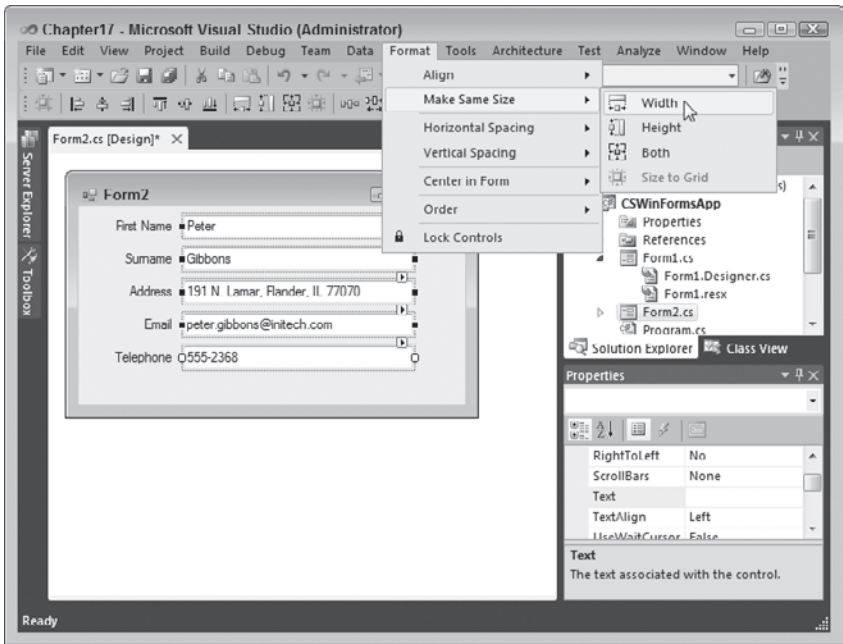 Chapter17 - Microsoft Visual Studio (Administrator)
File Edit View Project Build Debug Team Data Format Tools Architecture Test Analyze Window Help
Align
Make Same Size
Horizontal Spacing
Vertical Spacing
Center in Form
Order
Lock Controls
Width
Height
Both
Size to Grid
Server Explorer
Toolbox
Form2.cs [Design]*
Form2
First Name Peter
Surname Gibbons
Address 191 N. Lamar, Flander, IL 77070
Email peter.gibbons@initech.com
Telephone 555-2368
CSWinFormsApp
Properties
References
Form1.cs
Form1.Designer.cs
Form1.resx
Form2.cs
Program.cs
Solution Explorer Class View
Properties
RightToLeft No
ScrollBars None
Text
TextAlign Left
UseWaitCursor False
Text
The text associated with the control.
Ready